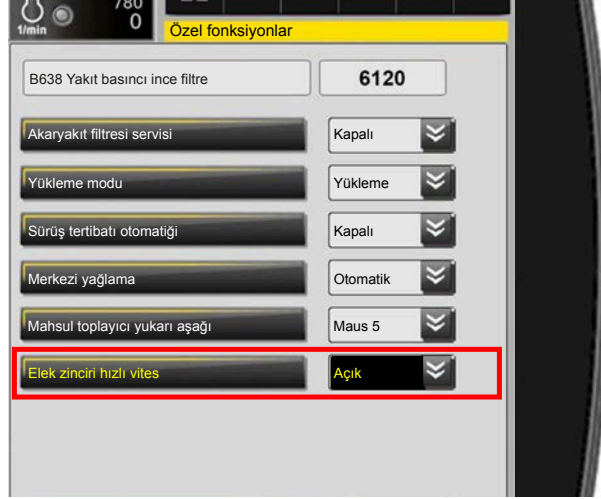 780
1/min
0
Özel fonksiyonlar
B638 Yakıt basıncı ince filtre 6120
Akaryakıt filtresi servisi Kapalı
Yükleme modu Yükleme
Sürüş tertibatı otomatiği Kapalı
Merkezi yağlama Otomatik
Mahsul toplayıcı yukarı aşağı Maus 5
Elek zinciri hızlı vites Açık